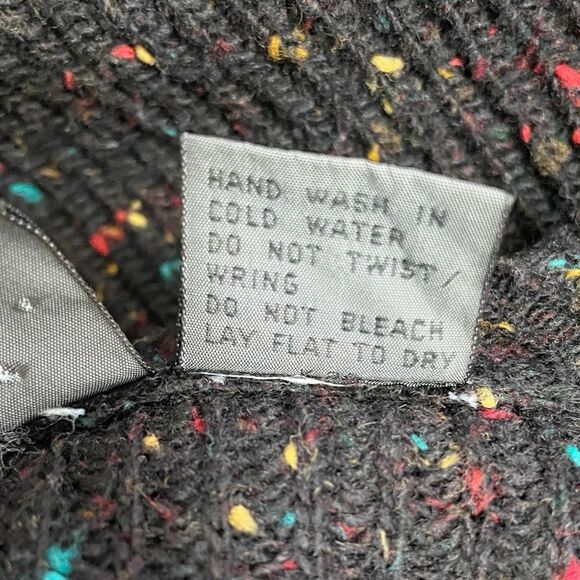 HAND WASH IN
COLD WATER
DO NOT TWIST/
WRING
DO NOT BLEACH
LAY FLAT TO DRY